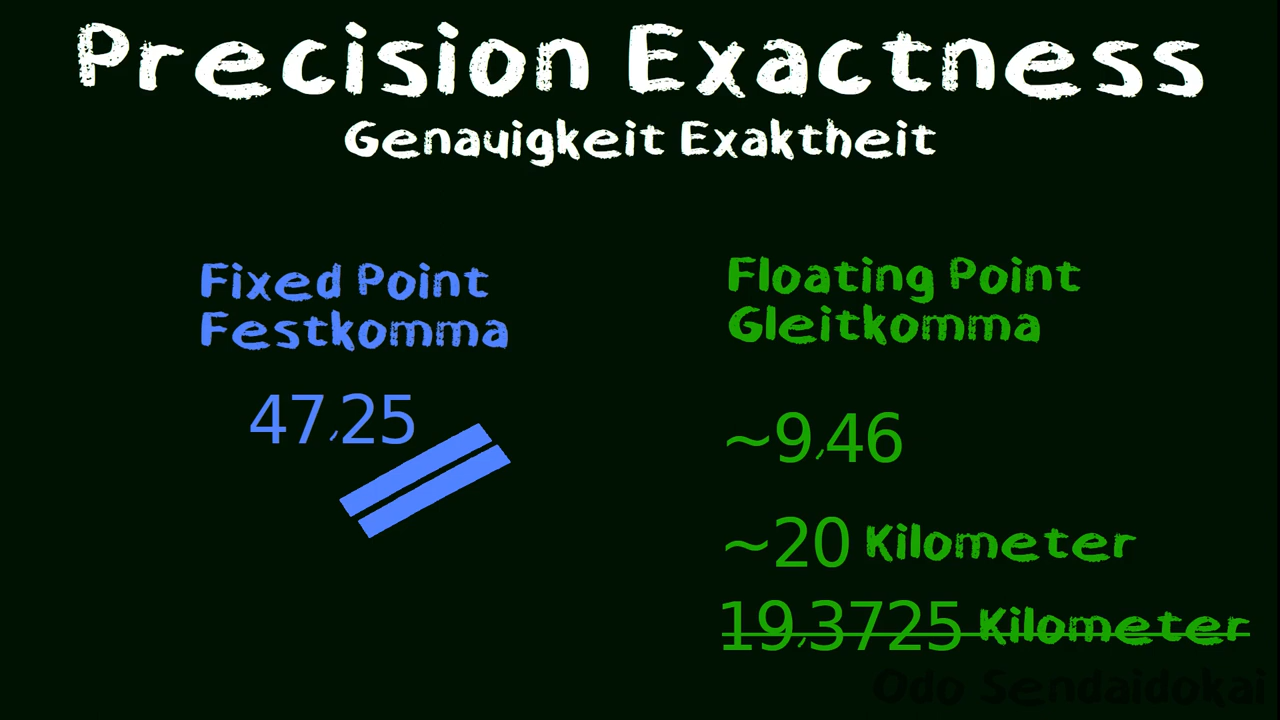 Precision Exactness
Genauigkeit Exaktheit
Fixed Point
Festkomma
47,25
Floating Point
Gleitkomma
~9,46
~20 Kilometer
19,3725 Kilometer
Odo Sendaidokai